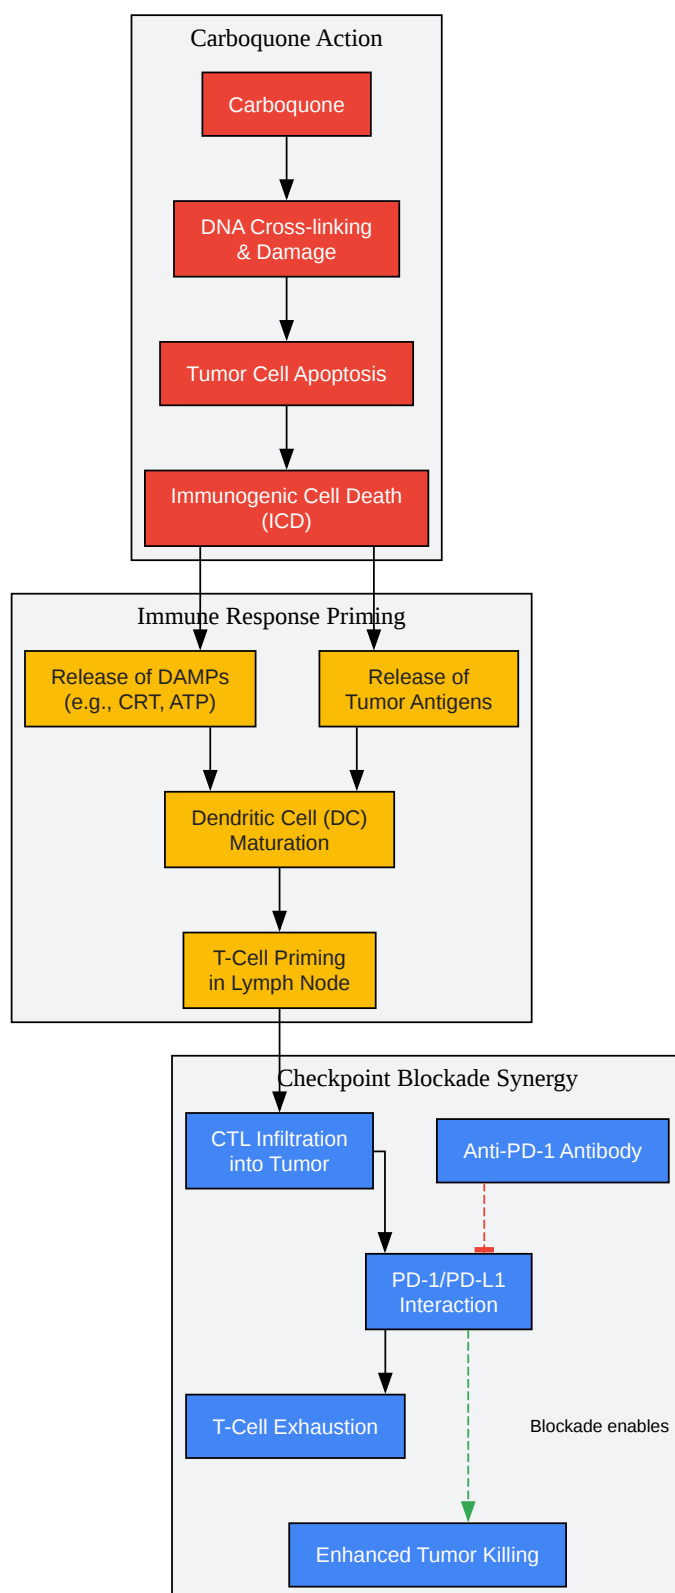 Carboquone Action
Carboquone
DNA Cross-linking
& Damage
Tumor Cell Apoptosis
Immunogenic Cell Death
(ICD)
Immune Response Priming
Release of DAMPs
(e.g., CRT, ATP)
Release of
Tumor Antigens
Dendritic Cell (DC)
Maturation
T-Cell Priming
in Lymph Node
Checkpoint Blockade Synergy
CTL Infiltration
into Tumor
Anti-PD-1 Antibody
PD-1/PD-L1
Interaction
T-Cell Exhaustion
Blockade enables
Enhanced Tumor Killing